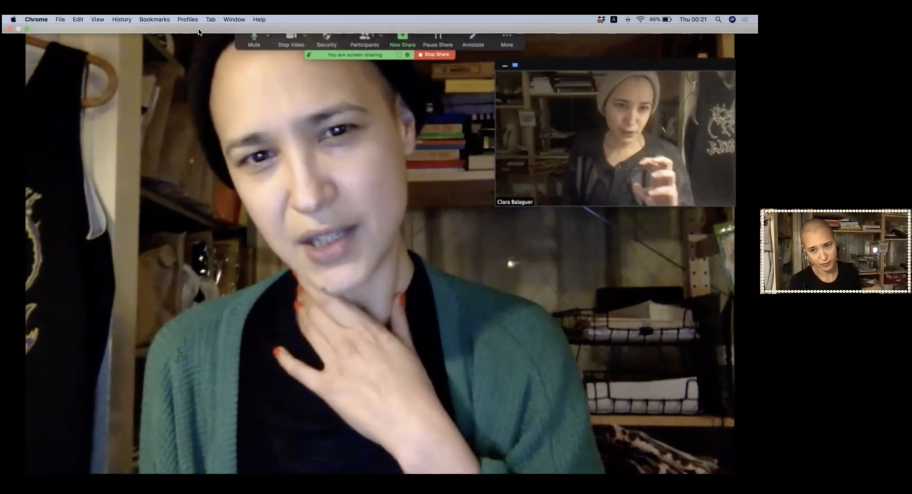 Chrome File Edit View History Bookmarks Profiles Tab Window Help 66% Thu 00:21
Mute Stop Video Security Participants New Share Pause Share Annotate More
You are screen sharing Stop Share
Clara Balaguer